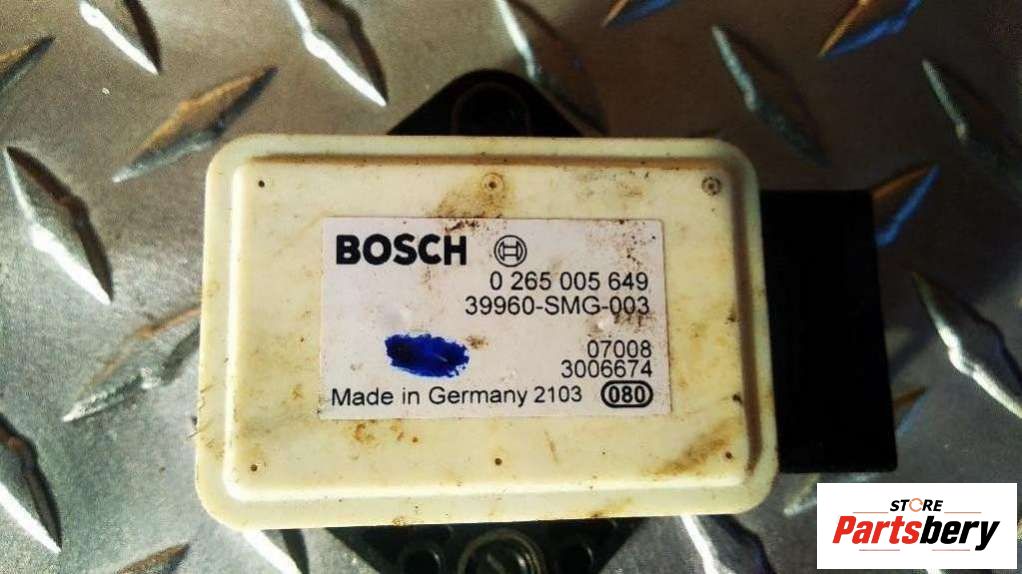 BOSCH
0 265 005 649
39960-SMG-003
07008
3006674
Made in Germany 2103 080
STORE
Partsbery